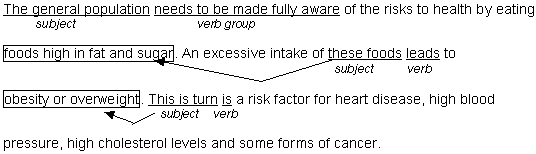 The general population needs to be made fully aware of the risks to health by eating
subject verb group
foods high in fat and sugar. An excessive intake of these foods leads to
subject verb
obesity or overweight. This is turn is a risk factor for heart disease, high blood
subject verb
pressure, high cholesterol levels and some forms of cancer.